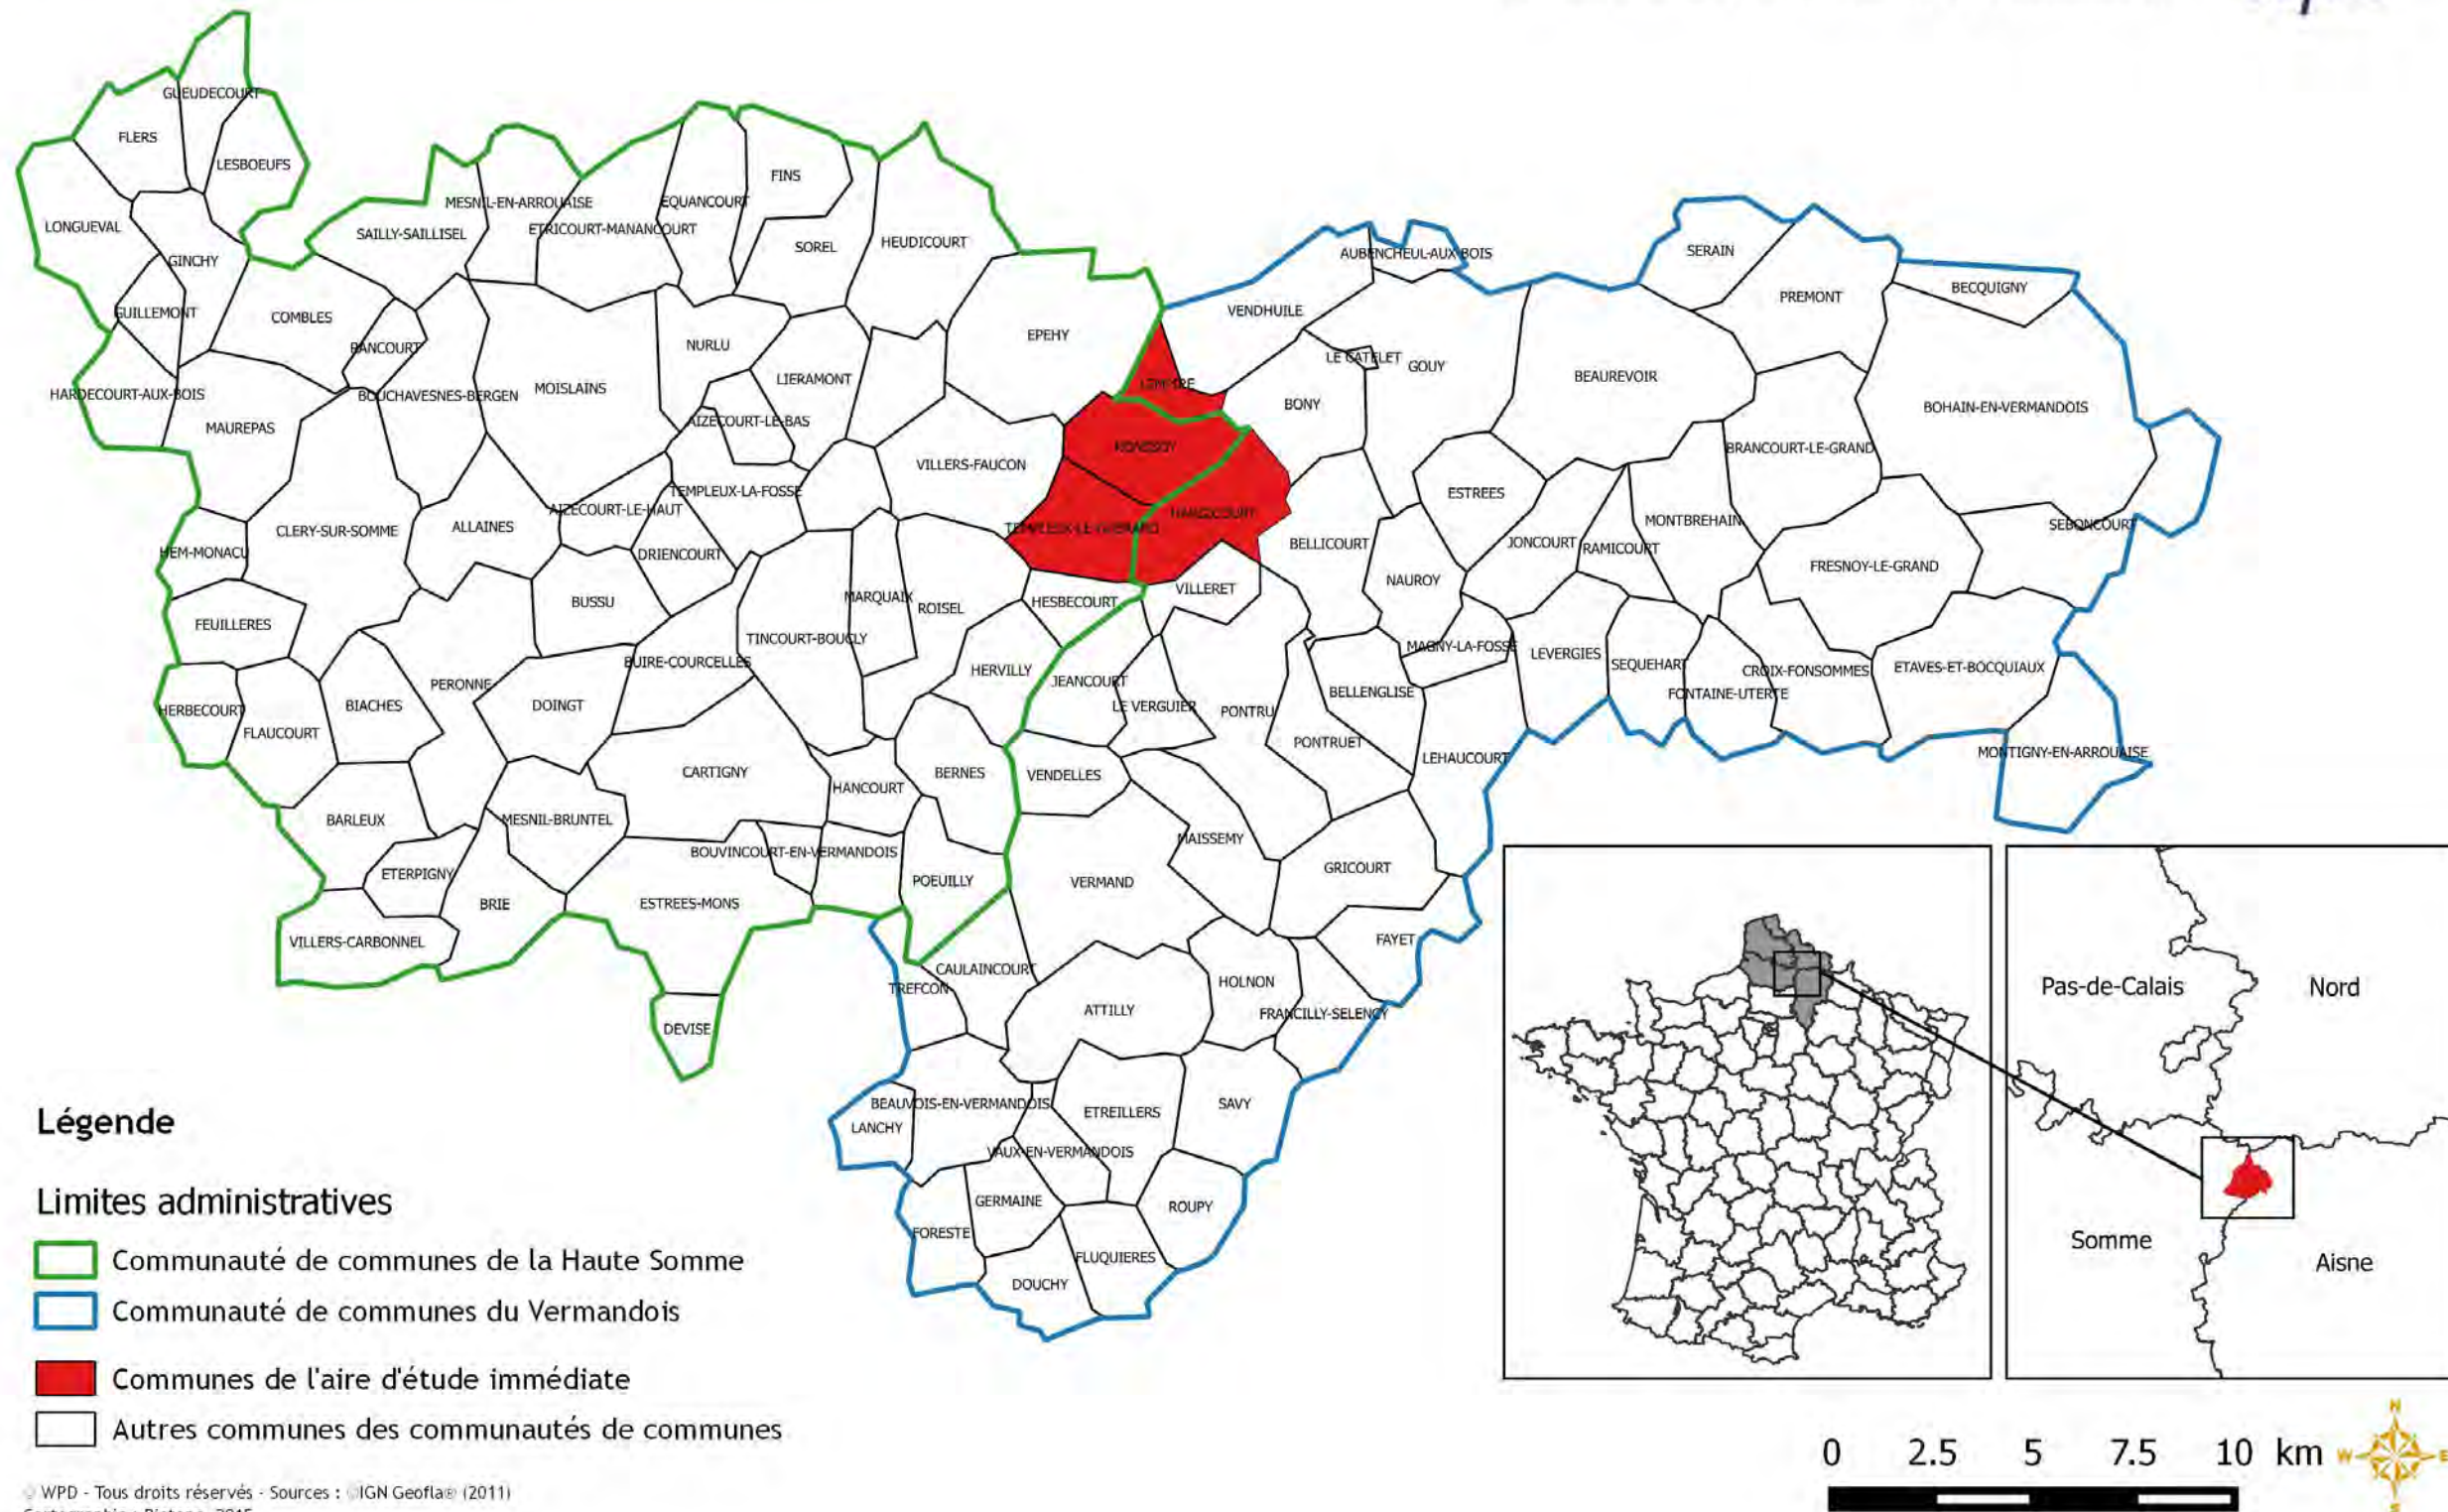 GUEUDECOURT
FLERS
LESBOEUFS
FINS
MESNIL-EN-ARROUAISE
EQUANCOURT
LONGUEVAL
ETRICOURT-MANANCOURT
SAILLY-SAILLISEL
HEUDICOURT
SOREL
SERAIN
AUBENCHEUL-AUX-BOIS
GINCHY
BECQUIGNY
PREMONT
VENDHUILE
GUILLEMONT
COMBLES
EPEHY
NURLU
RANCOURT
LE CATELET
GOUY
BEAUREVOIR
LIERAMONT
LEMPIRE
MOISLAINS
HARDECOURT-AUX-BOIS
BOUCHAVESNES-BERGEN
BONY
BOHAIN-EN-VERMANDOIS
AIZECOURT-LE-BAS
MAUREPAS
RONSSOY
BRANCOURT-LE-GRAND
VILLERS-FAUCON
TEMPLEUX-LA-FOSSE
ESTREES
AIZECOURT-LE-HAUT
HARGICOURT
MONTBREHAIN
SEBONCOURT
ALLAINES
TEMPLEUX-LE-GUERARD
CLERY-SUR-SOMME
BELLICOURT
JONCOURT
RAMICOURT
HEM-MONACU
DRIENCOURT
FRESNOY-LE-GRAND
NAUROY
VILLERET
MARQUAIX
BUSSU
HESBECOURT
ROISEL
FEUILLERES
TINCOURT-BOUCLY
MAGNY-LA-FOSSE
LEVERGIES
BUIRE-COURCELLES
SEQUEHART
ETAVES-ET-BOCQUIAUX
HERVILLY
CROIX-FONSOMMES
JEANCOURT
PERONNE
BELLENGLISE
FONTAINE-UTERTE
BIACHES
DOINGT
LE VERGUIER
HERBECOURT
PONTRU
FLAUCOURT
PONTRUET
MONTIGNY-EN-ARROUAISE
LEHAUCOURT
CARTIGNY
BERNES
VENDELLES
HANCOURT
BARLEUX
MESNIL-BRUNTEL
MAISSEMY
BOUVINCOURT-EN-VERMANDOIS
GRICOURT
ETERPIGNY
POEUILLY
VERMAND
BRIE
ESTREES-MONS
VILLERS-CARBONNEL
FAYET
CAULAINCOURT
HOLNON
TREFCON
ATTILLY
FRANCILLY-SELENCY
DEVISE
BEAUVOIS-EN-VERMANDOIS
SAVY
ETREILLERS
LANCHY
VAUX-EN-VERMANDOIS
GERMAINE
ROUPY
FORESTE
FLUQUIERES
DOUCHY
Pas-de-Calais
Nord
Somme
Aisne
Légende
Limites administratives
Communauté de communes de la Haute Somme
Communauté de communes du Vermandois
Communes de l'aire d'étude immédiate
Autres communes des communautés de communes
0 2.5 5 7.5 10 km
N
W E
S
© WPD - Tous droits réservés - Sources : ©IGN Geofla® (2011)